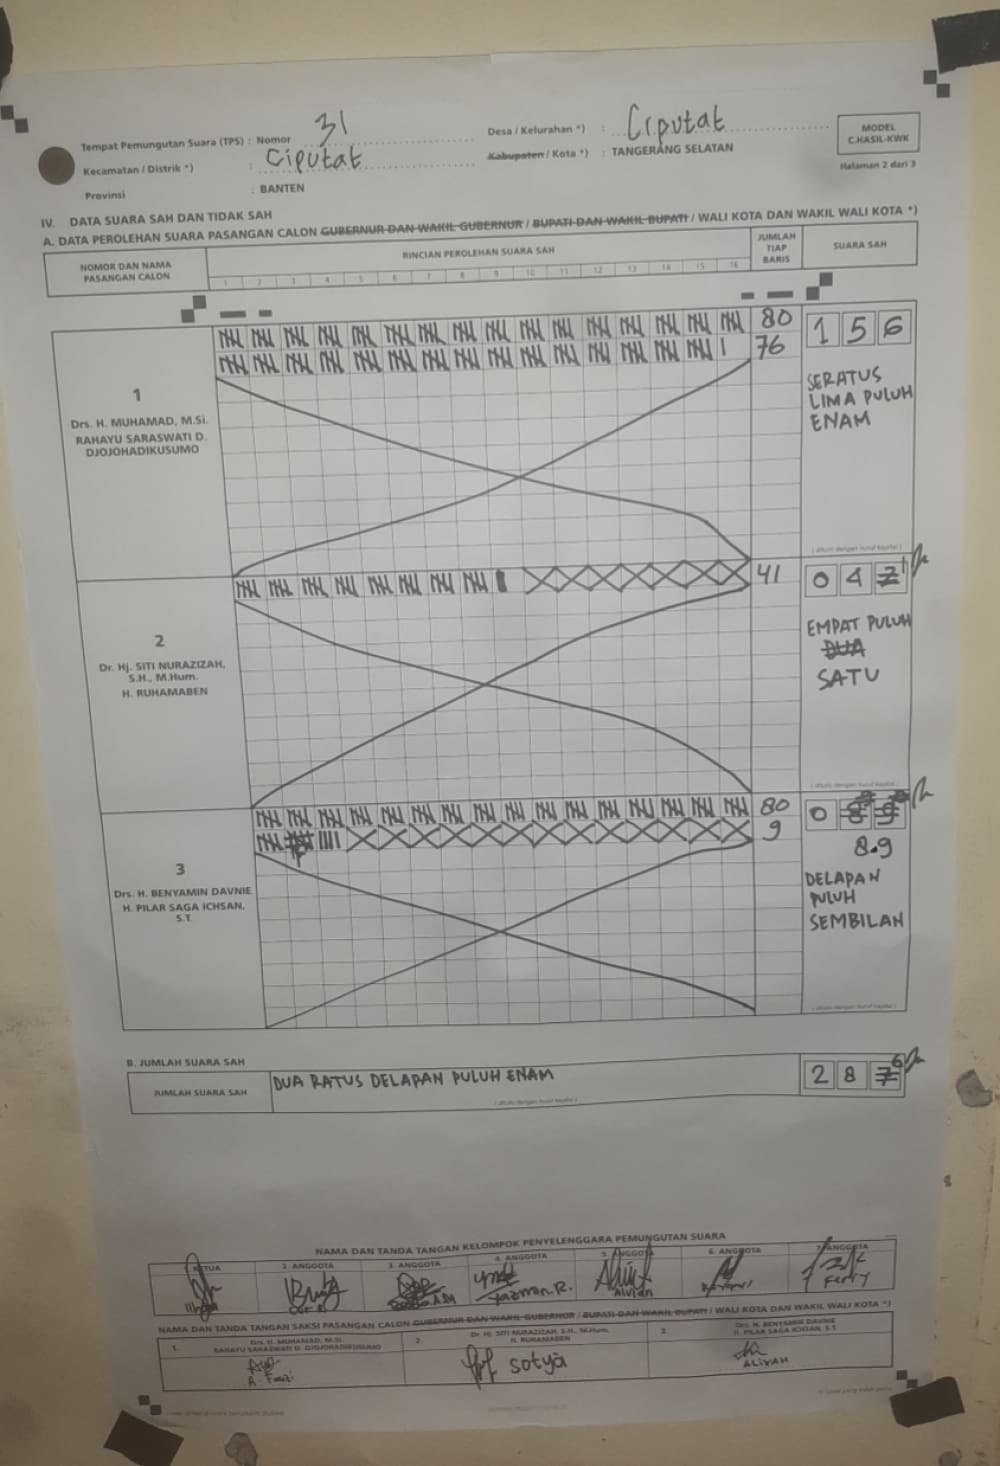 Tempat Pemungutan Suara (TPS) : Nomor 31
Desa / Kelurahan *) : Ciputat
MODEL
C.HASIL-KWK
Kecamatan / Distrik *) : Ciputat
Kabupaten / Kota *) : TANGERANG SELATAN
Halaman 2 dari 3
Provinsi : BANTEN
IV. DATA SUARA SAH DAN TIDAK SAH
A. DATA PEROLEHAN SUARA PASANGAN CALON GUBERNUR DAN WAKIL GUBERNUR / BUPATI DAN WAKIL BUPATI / WALI KOTA DAN WAKIL WALI KOTA *)
NOMOR DAN NAMA
PASANGAN CALON
RINCIAN PEROLEHAN SUARA SAH
1 2 3 4 5 6 7 8 9 10 11 12 13 14 15 16
JUMLAH
TIAP
BARIS
SUARA SAH
1
Drs. H. MUHAMAD, M.Si.
RAHAYU SARASWATI D.
DJOJOHADIKUSUMO
80
76
1 5 6
SERATUS
LIMA PULUH
ENAM
( ditulis dengan huruf kapital )
2
Dr. Hj. SITI NURAZIZAH,
S.H., M.Hum.
H. RUHAMABEN
41
0 4 2 1
EMPAT PULUH
DUA
SATU
( ditulis dengan huruf kapital )
3
Drs. H. BENYAMIN DAVNIE
H. PILAR SAGA ICHSAN,
S.T.
80
9
0
8.9
DELAPAN
PULUH
SEMBILAN
( ditulis dengan huruf kapital )
B. JUMLAH SUARA SAH
JUMLAH SUARA SAH
DUA RATUS DELAPAN PULUH ENAM
( ditulis dengan huruf kapital )
2 8 7 6
NAMA DAN TANDA TANGAN KELOMPOK PENYELENGGARA PEMUNGUTAN SUARA
1. KETUA
2. ANGGOTA
3. ANGGOTA
4. ANGGOTA
5. ANGGOTA
6. ANGGOTA
7. ANGGOTA
Yazman.R.
Alvian
FERRY
NAMA DAN TANDA TANGAN SAKSI PASANGAN CALON GUBERNUR DAN WAKIL GUBERNUR / BUPATI DAN WAKIL BUPATI / WALI KOTA DAN WAKIL WALI KOTA *)
1. Drs. H. MUHAMAD, M.Si.
RAHAYU SARASWATI D. DJOJOHADIKUSUMO
2. Dr. Hj. SITI NURAZIZAH, S.H., M.Hum.
H. RUHAMABEN
3. Drs. H. BENYAMIN DAVNIE
H. PILAR SAGA ICHSAN, S.T.
A. Fauzi
sotya
ALIYAH